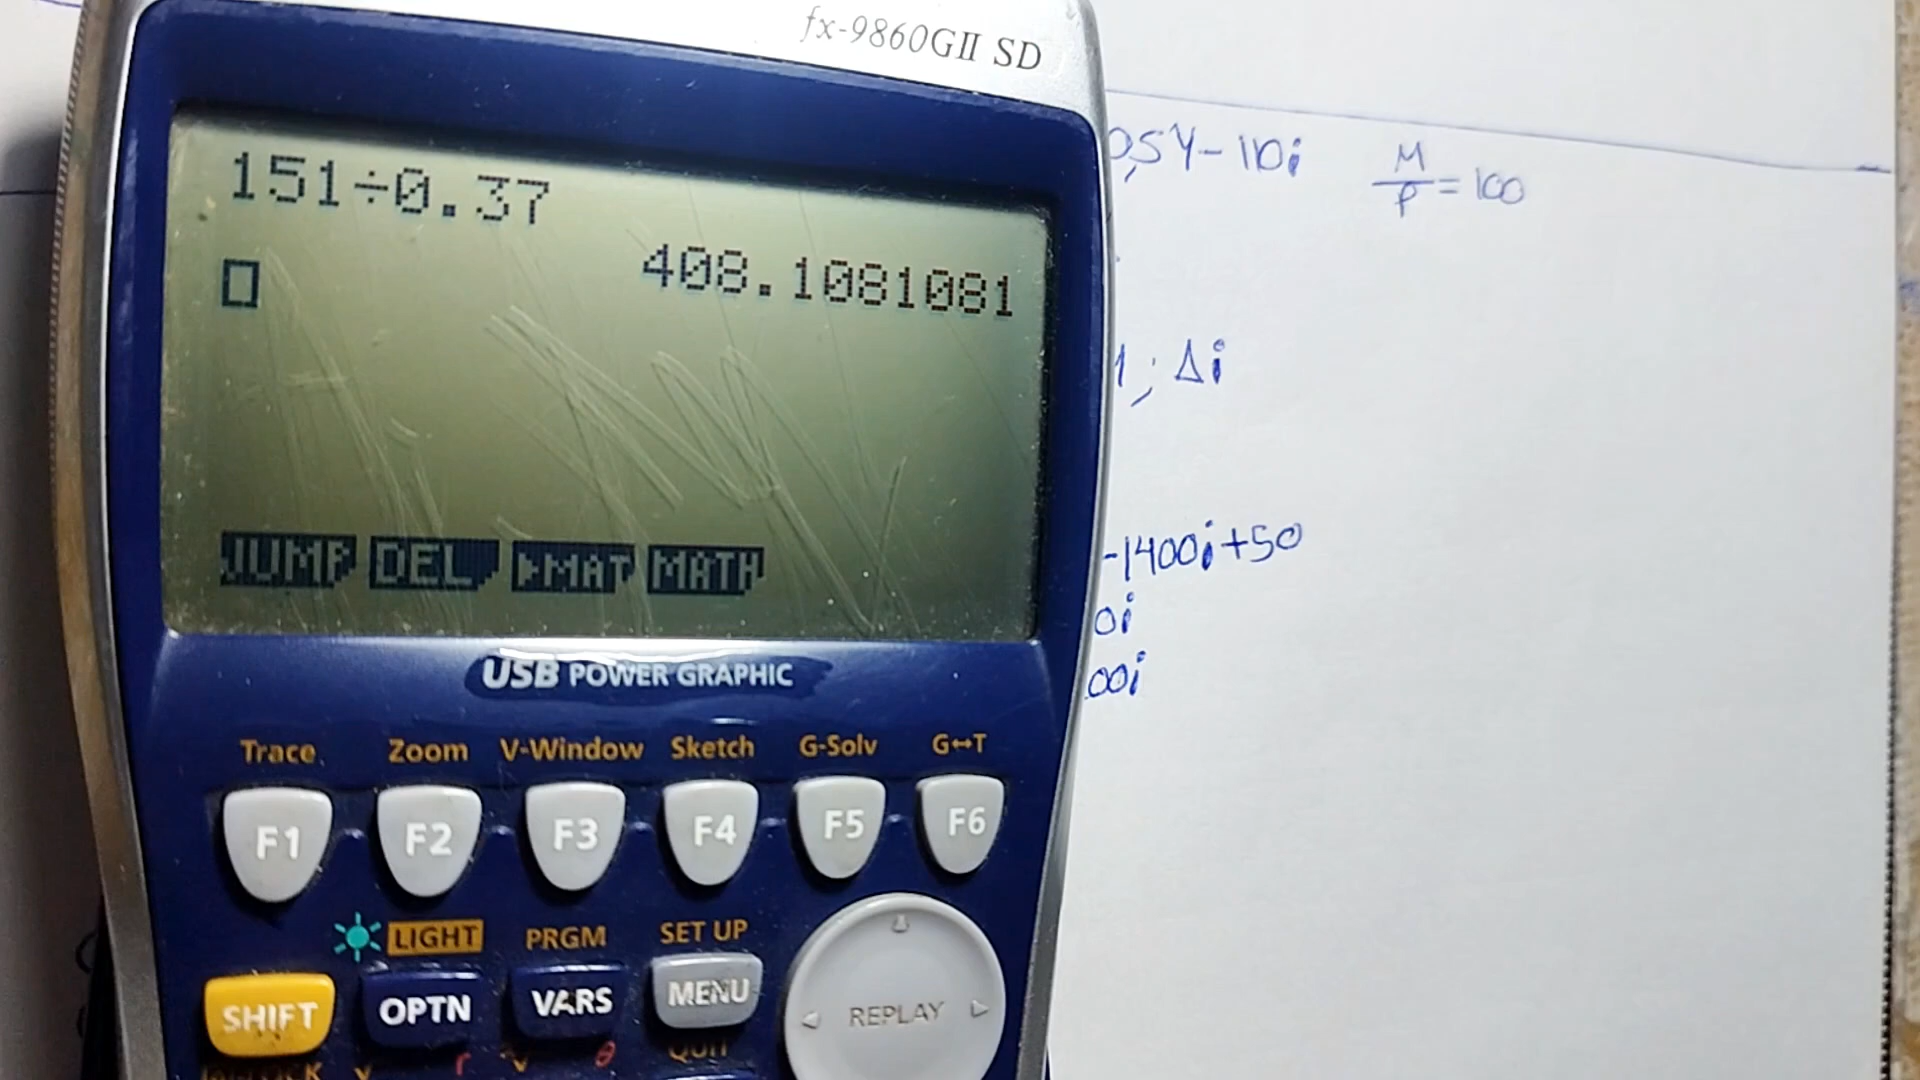 fx-9860GII SD
151÷0.37
408.1081081
JUMP DEL ▶MAT MATH
USB POWER GRAPHIC
Trace Zoom V-Window Sketch G-Solv G↔T
F1 F2 F3 F4 F5 F6
LIGHT PRGM SET UP
SHIFT OPTN VARS MENU
REPLAY
QUIT
r θ
0,5Y-110i M/P=100
1; Δi
-1400i+50
0i
00i